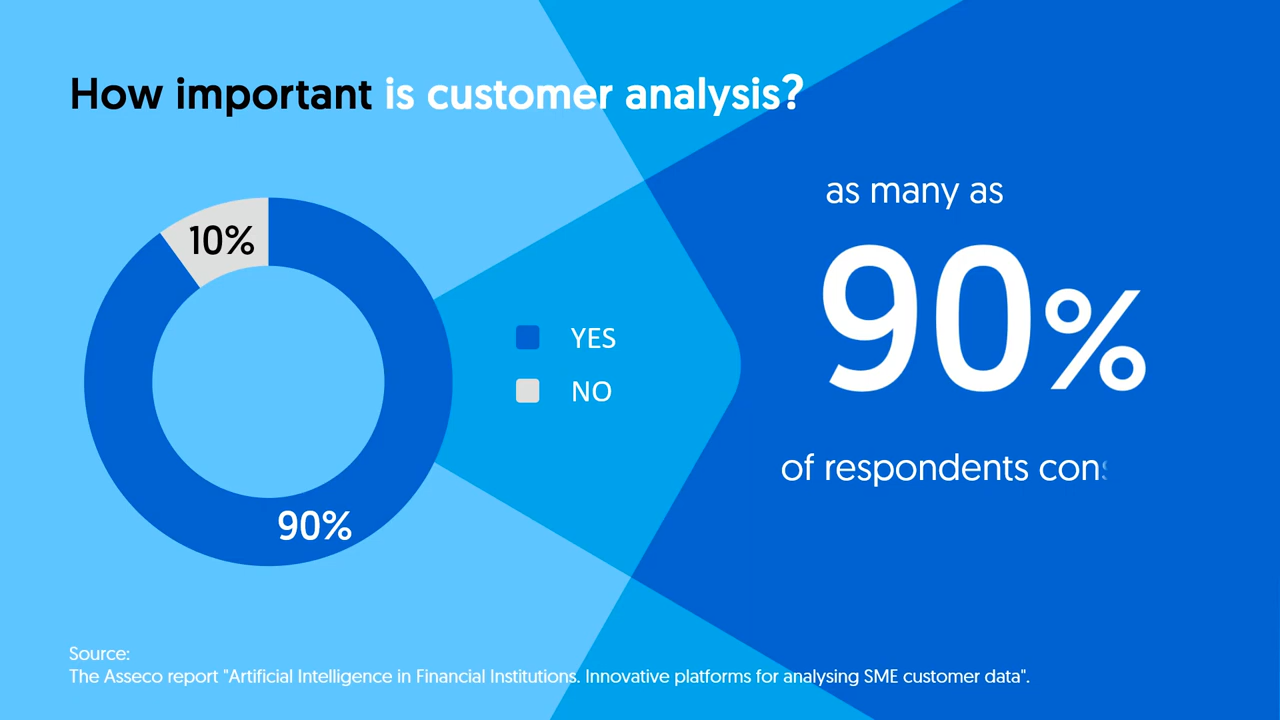 How important is customer analysis?
10%
90%
YES
NO
as many as
90%
of respondents
Source:
The Asseco report "Artificial Intelligence in Financial Institutions. Innovative platforms for analysing SME customer data".